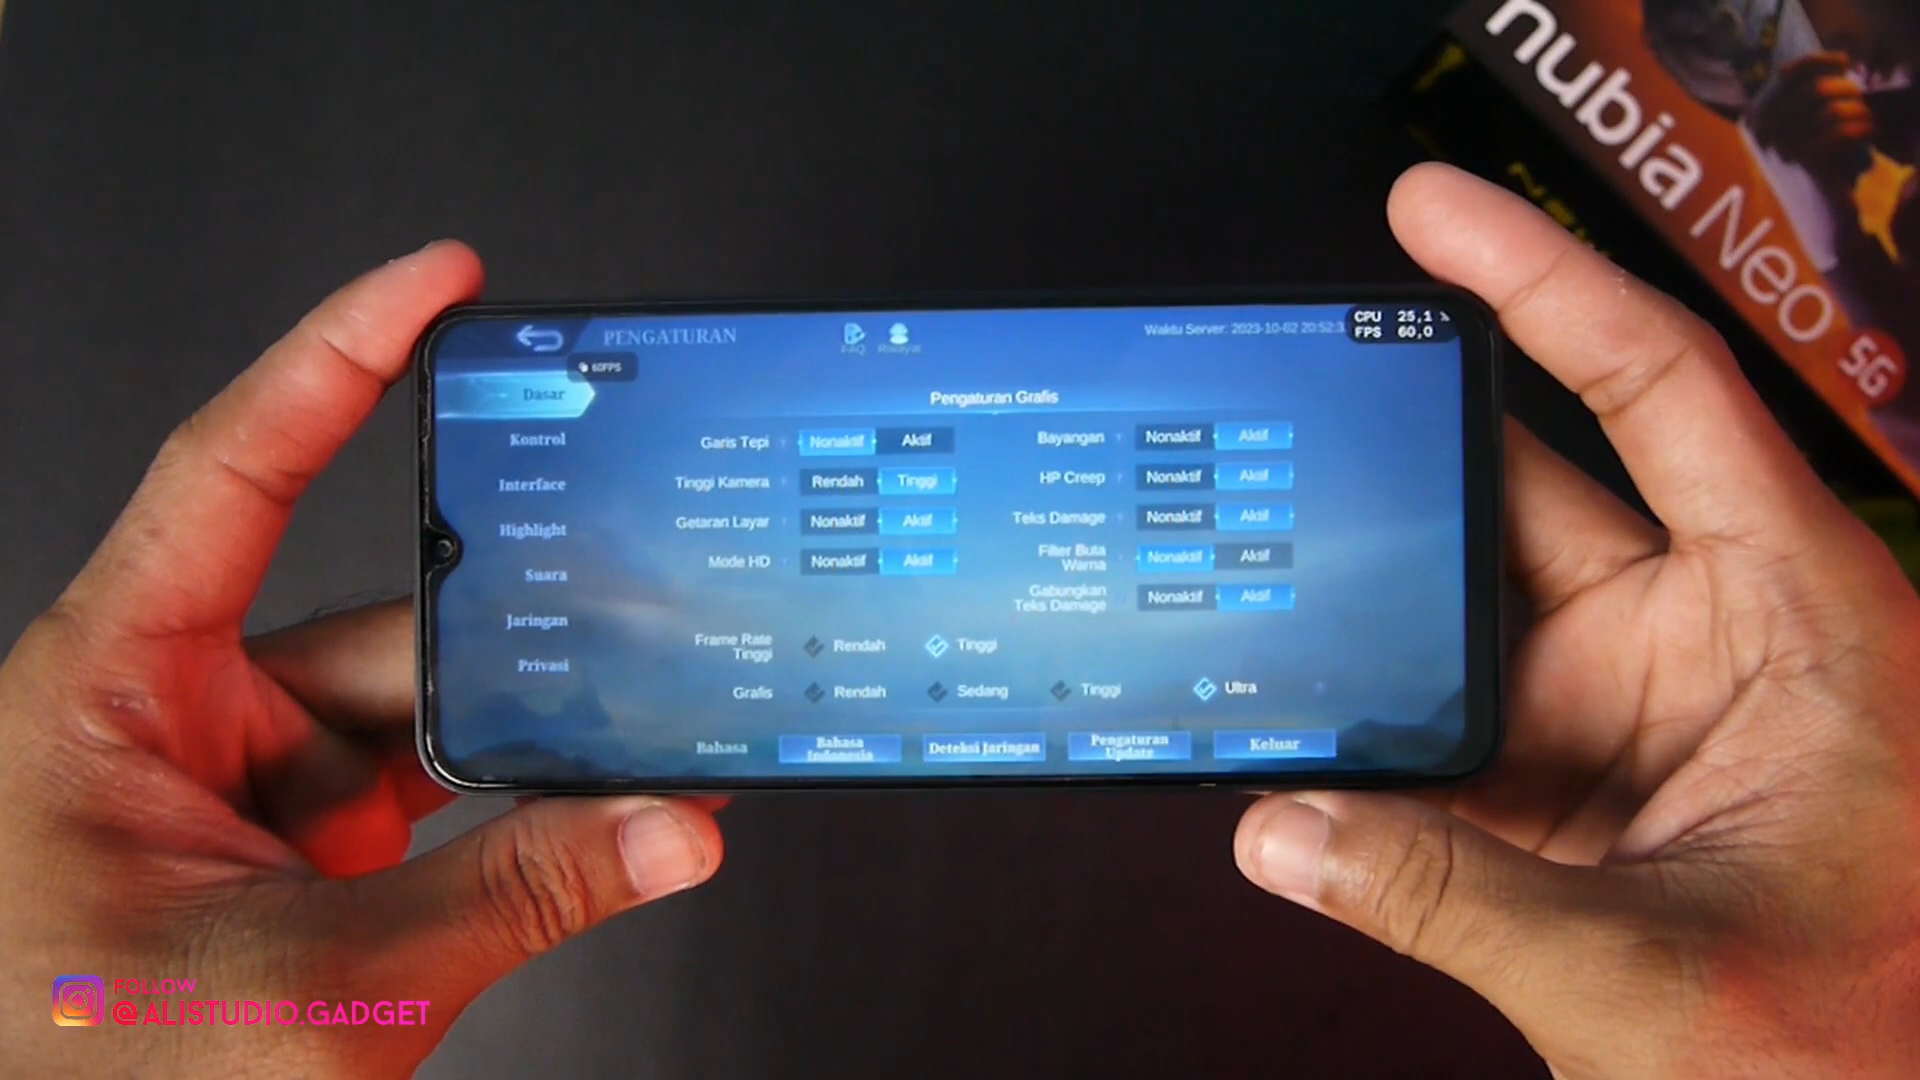 nubia Neo 5G
PENGATURAN
FAQ
Riwayat
Waktu Server: 2023-10-02 20:52:3
CPU 25,1
FPS 60,0
60FPS
Dasar
Kontrol
Interface
Highlight
Suara
Jaringan
Privasi
Pengaturan Grafis
Garis Tepi Nonaktif Aktif
Bayangan Nonaktif Aktif
Tinggi Kamera Rendah Tinggi
HP Creep Nonaktif Aktif
Getaran Layar Nonaktif Aktif
Teks Damage Nonaktif Aktif
Mode HD Nonaktif Aktif
Filter Buta
Warna Nonaktif Aktif
Gabungkan
Teks Damage Nonaktif Aktif
Frame Rate
Tinggi Rendah Tinggi
Grafis Rendah Sedang Tinggi Ultra
Bahasa
Bahasa
Indonesia
Deteksi Jaringan
Pengaturan
Update
Keluar
FOLLOW
@ALISTUDIO.GADGET